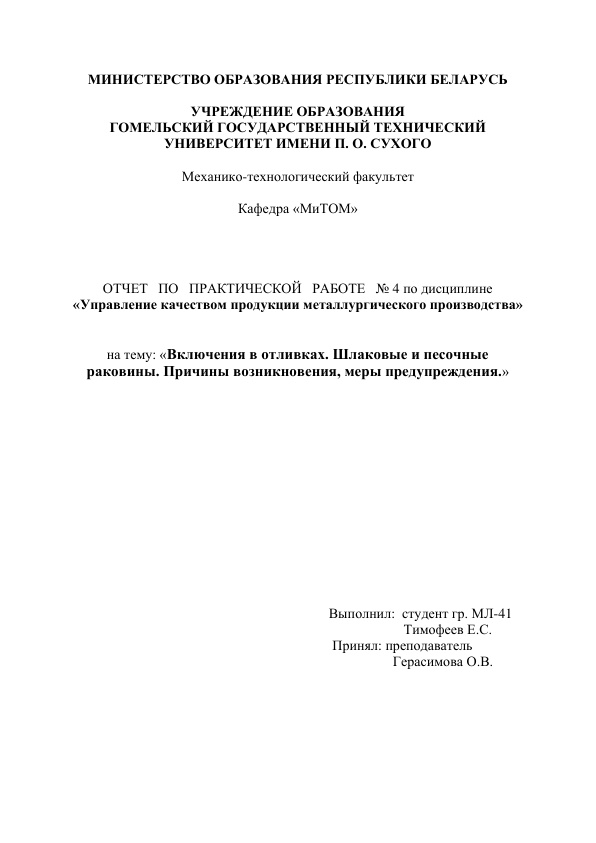 МИНИСТЕРСТВО ОБРАЗОВАНИЯ РЕСПУБЛИКИ БЕЛАРУСЬ
УЧРЕЖДЕНИЕ ОБРАЗОВАНИЯ
ГОМЕЛЬСКИЙ ГОСУДАРСТВЕННЫЙ ТЕХНИЧЕСКИЙ
УНИВЕРСИТЕТ ИМЕНИ П. О. СУХОГО
Механико-технологический факультет
Кафедра «МиТОМ»
ОТЧЕТ ПО ПРАКТИЧЕСКОЙ РАБОТЕ № 4 по дисциплине
«Управление качеством продукции металлургического производства»
на тему: «Включения в отливках. Шлаковые и песочные
раковины. Причины возникновения, меры предупреждения.»
Выполнил: студент гр. МЛ-41
Тимофеев Е.С.
Принял: преподаватель
Герасимова О.В.